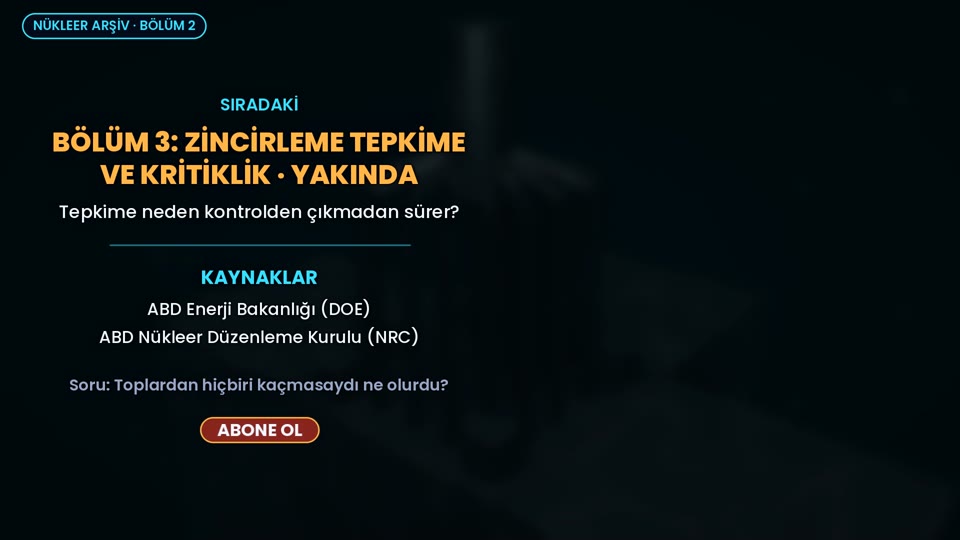 NÜKLEER ARŞİV · BÖLÜM 2
SIRADAKİ
BÖLÜM 3: ZİNCİRLEME TEPKİME
VE KRİTİKLİK · YAKINDA
Tepkime neden kontrolden çıkmadan sürer?
KAYNAKLAR
ABD Enerji Bakanlığı (DOE)
ABD Nükleer Düzenleme Kurulu (NRC)
Soru: Toplardan hiçbiri kaçmasaydı ne olurdu?
ABONE OL